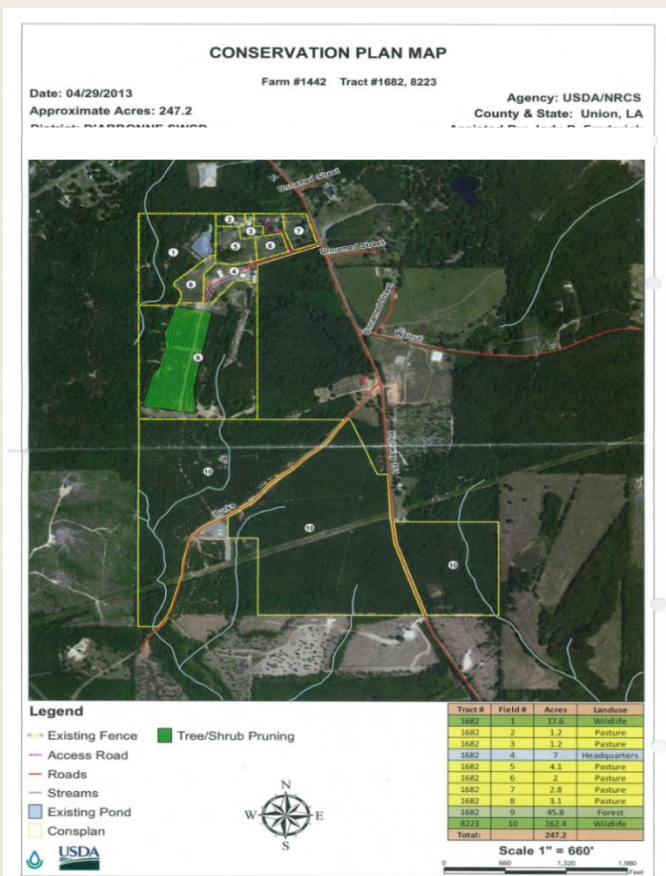 CONSERVATION PLAN MAP
Farm #1442 Tract #1682, 8223
Date: 04/29/2013
Agency: USDA/NRCS
Approximate Acres: 247.2
County & State: Union, LA
Unnamed Street
2
3
7
1
5
6
Unnamed Street
4
8
Unnamed Street
Walnut
9
10
Burke
10
10
Legend
Existing Fence
Tree/Shrub Pruning
Access Road
Roads
Streams
Existing Pond
Consplan
N
W E
S
USDA
Tract # Field # Acres Landuse
1682 1 17.6 Wildlife
1682 2 1.2 Pasture
1682 3 1.2 Pasture
1682 4 7 Headquarters
1682 5 4.1 Pasture
1682 6 2 Pasture
1682 7 2.8 Pasture
1682 8 3.1 Pasture
1682 9 45.8 Forest
8223 10 162.4 Wildlife
Total: 247.2
Scale 1" = 660'
0 660 1,320 1,980
Feet